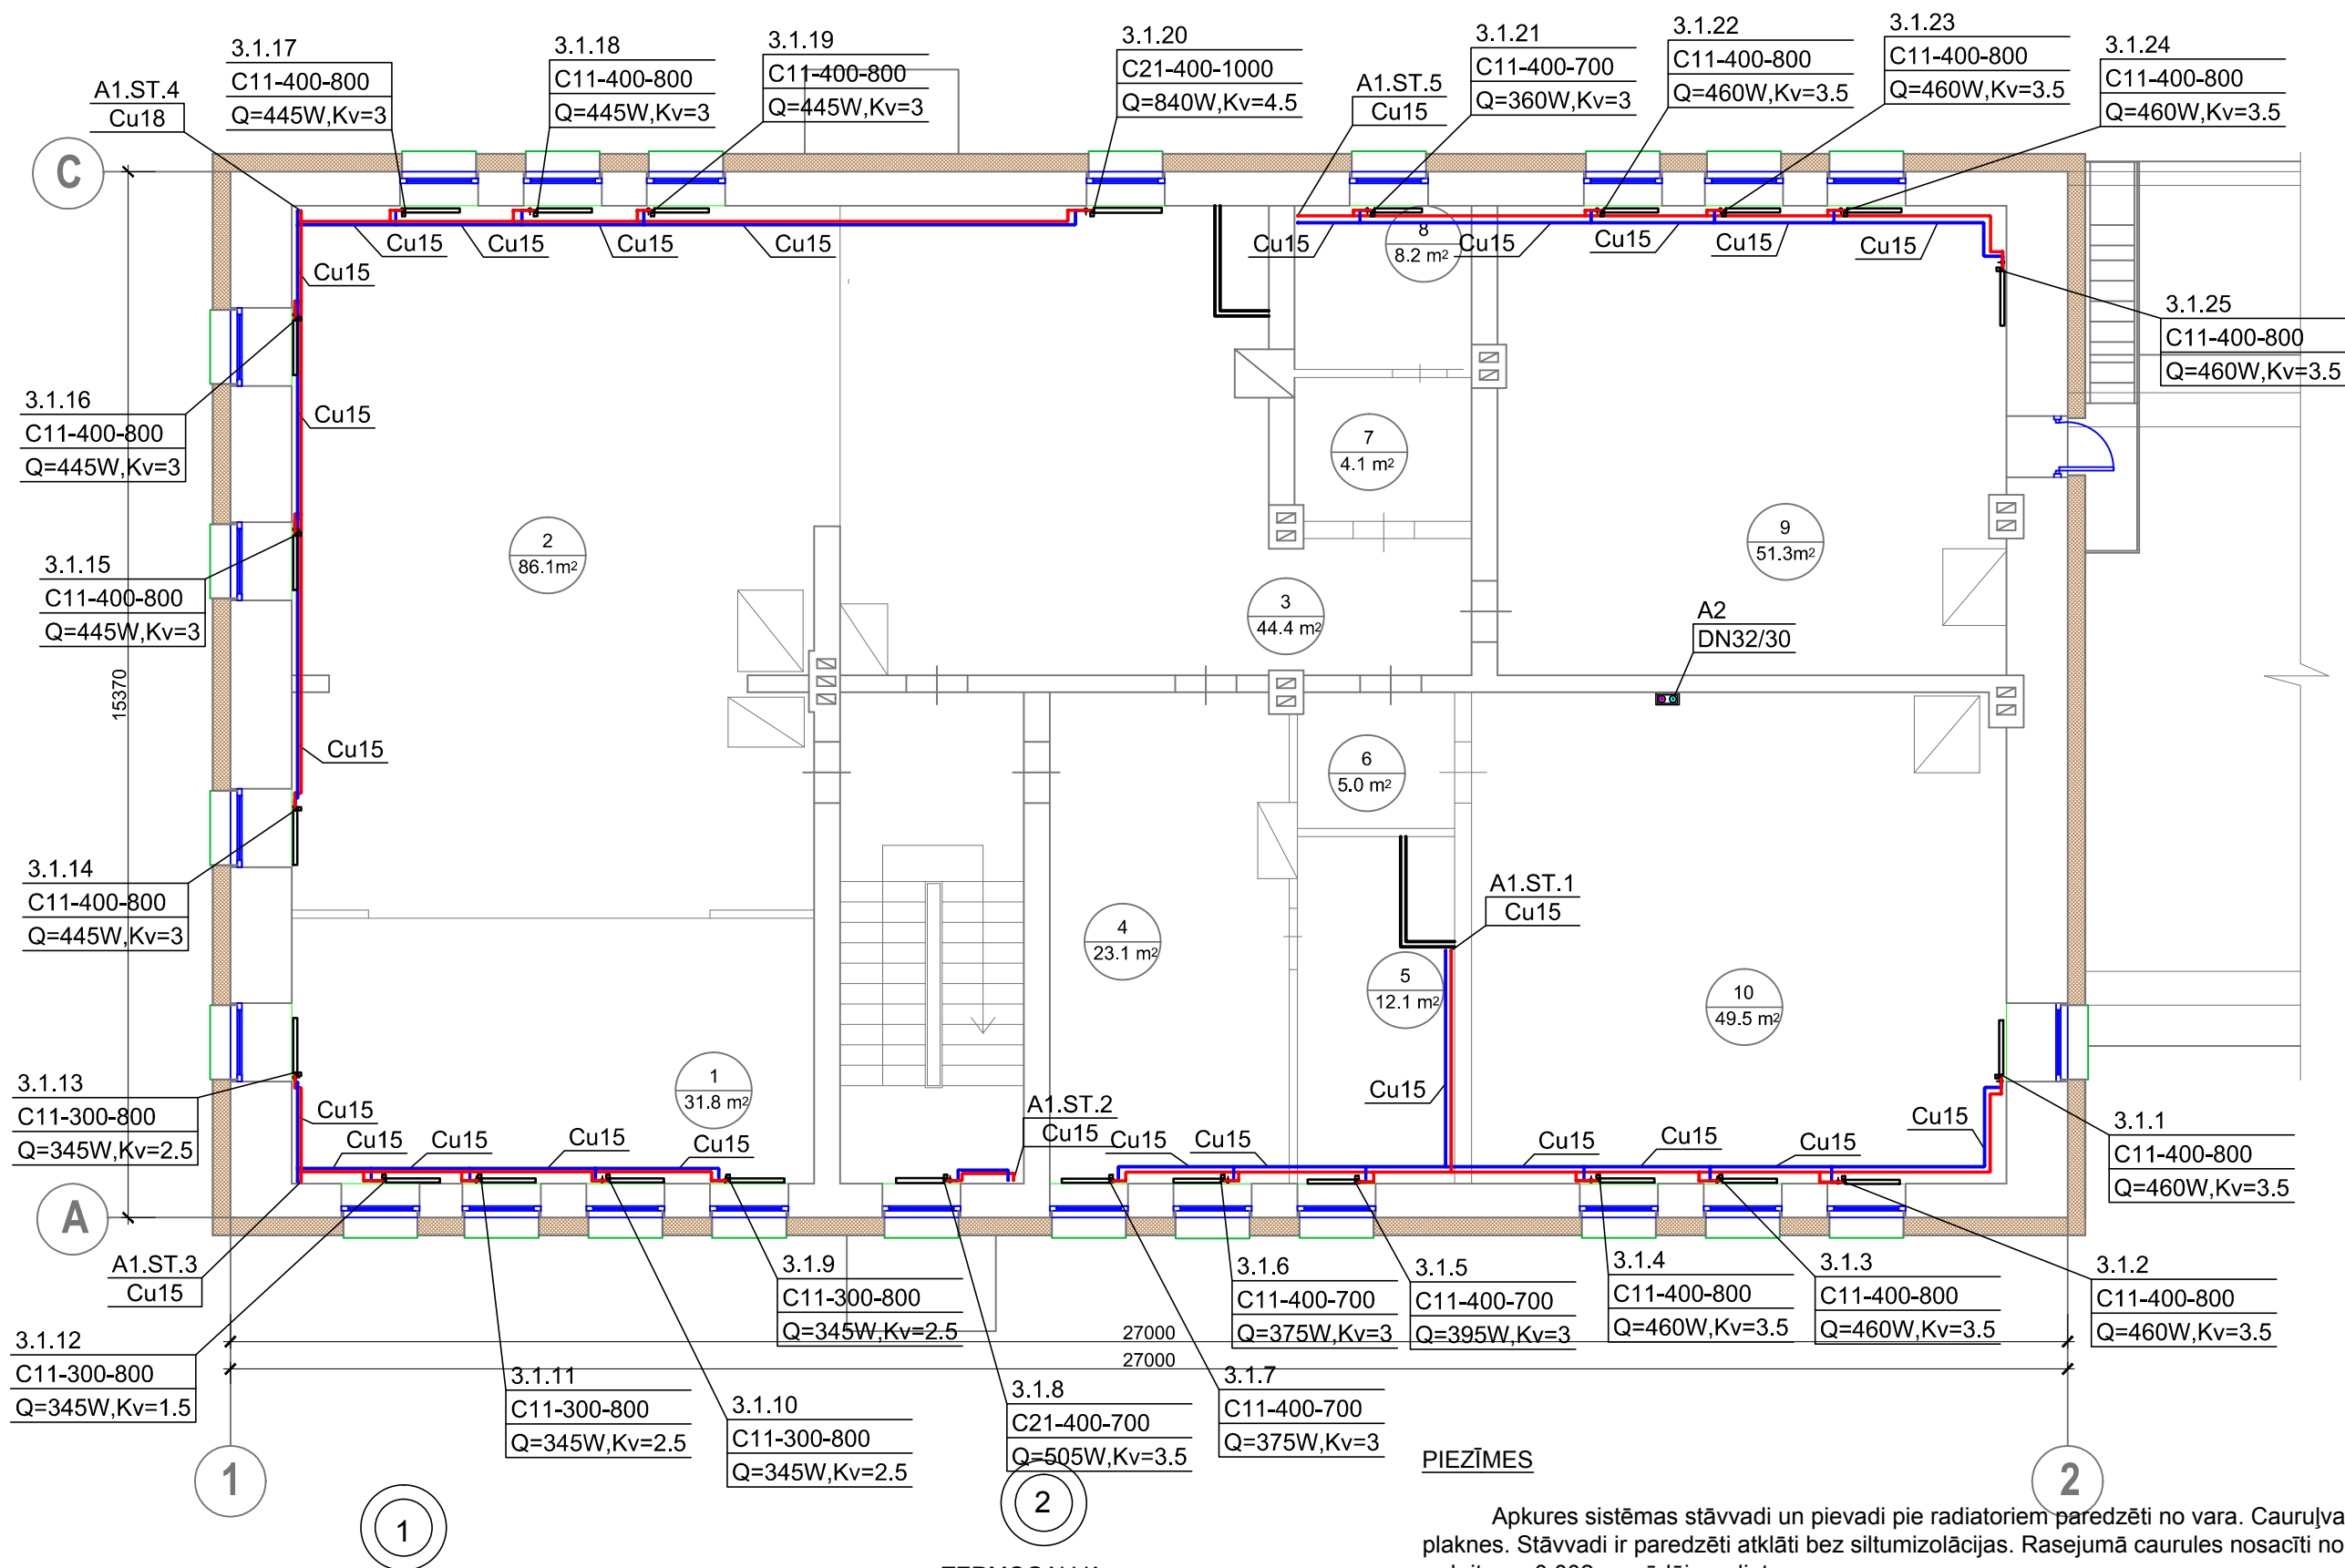 3.1.17
C11-400-800
Q=445W,Kv=3
3.1.18
C11-400-800
Q=445W,Kv=3
3.1.19
C11-400-800
Q=445W,Kv=3
3.1.20
C21-400-1000
Q=840W,Kv=4.5
3.1.21
C11-400-700
Q=360W,Kv=3
3.1.22
C11-400-800
Q=460W,Kv=3.5
3.1.23
C11-400-800
Q=460W,Kv=3.5
3.1.24
C11-400-800
Q=460W,Kv=3.5
A1.ST.4
Cu18
A1.ST.5
Cu15
C
Cu15
Cu15
Cu15
Cu15
Cu15
Cu15
Cu15
Cu15
Cu15
8
8.2 m²
Cu15
3.1.25
C11-400-800
Q=460W,Kv=3.5
3.1.16
C11-400-800
Q=445W,Kv=3
Cu15
7
4.1 m²
2
86.1m²
9
51.3m²
3.1.15
C11-400-800
Q=445W,Kv=3
3
44.4 m²
A2
DN32/30
15370
Cu15
6
5.0 m²
3.1.14
C11-400-800
Q=445W,Kv=3
A1.ST.1
Cu15
4
23.1 m²
5
12.1 m²
10
49.5 m²
3.1.13
C11-300-800
Q=345W,Kv=2.5
Cu15
1
31.8 m²
A1.ST.2
Cu15
Cu15
Cu15
Cu15
Cu15
Cu15
Cu15
Cu15
Cu15
Cu15
Cu15
Cu15
3.1.1
C11-400-800
Q=460W,Kv=3.5
A
A1.ST.3
Cu15
3.1.9
C11-300-800
Q=345W,Kv=2.5
3.1.6
C11-400-700
Q=375W,Kv=3
3.1.5
C11-400-700
Q=395W,Kv=3
3.1.4
C11-400-800
Q=460W,Kv=3.5
3.1.3
C11-400-800
Q=460W,Kv=3.5
3.1.2
C11-400-800
Q=460W,Kv=3.5
27000
27000
3.1.12
C11-300-800
Q=345W,Kv=1.5
3.1.11
C11-300-800
Q=345W,Kv=2.5
3.1.10
C11-300-800
Q=345W,Kv=2.5
3.1.8
C21-400-700
Q=505W,Kv=3.5
3.1.7
C11-400-700
Q=375W,Kv=3
1
2
1
2
PIEZĪMES
Apkures sistēmas stāvvadi un pievadi pie radiatoriem paredzēti no vara. Cauruļva
plaknes. Stāvvadi ir paredzēti atklāti bez siltumizolācijas. Rasejumā caurules nosacīti no